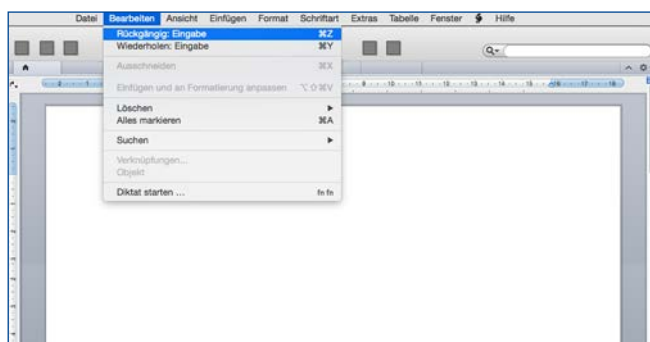 Datei Bearbeiten Ansicht Einfügen Format Schriftart Extras Tabelle Fenster Hilfe
Rückgängig: Eingabe ⌘Z
Wiederholen: Eingabe ⌘Y
Ausschneiden ⌘X
Einfügen und an Formatierung anpassen ⌥⇧⌘V
Löschen ▶
Alles markieren ⌘A
Suchen ▶
Verknüpfungen...
Objekt
Diktat starten ... fn fn